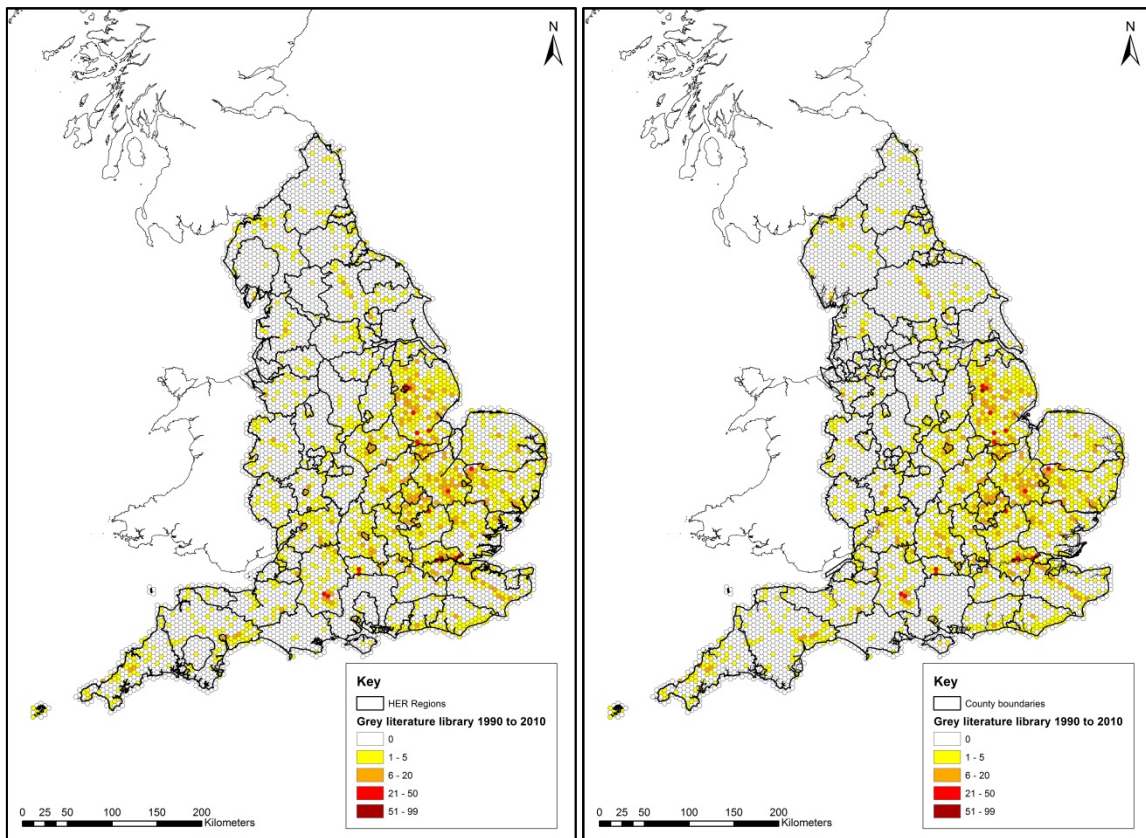 N
Key
HER Regions
Grey literature library 1990 to 2010
0
1 - 5
6 - 20
21 - 50
51 - 99
0 25 50 100 150 200
Kilometers
N
Key
County boundaries
Grey literature library 1990 to 2010
0
1 - 5
6 - 20
21 - 50
51 - 99
0 25 50 100 150 200
Kilometers